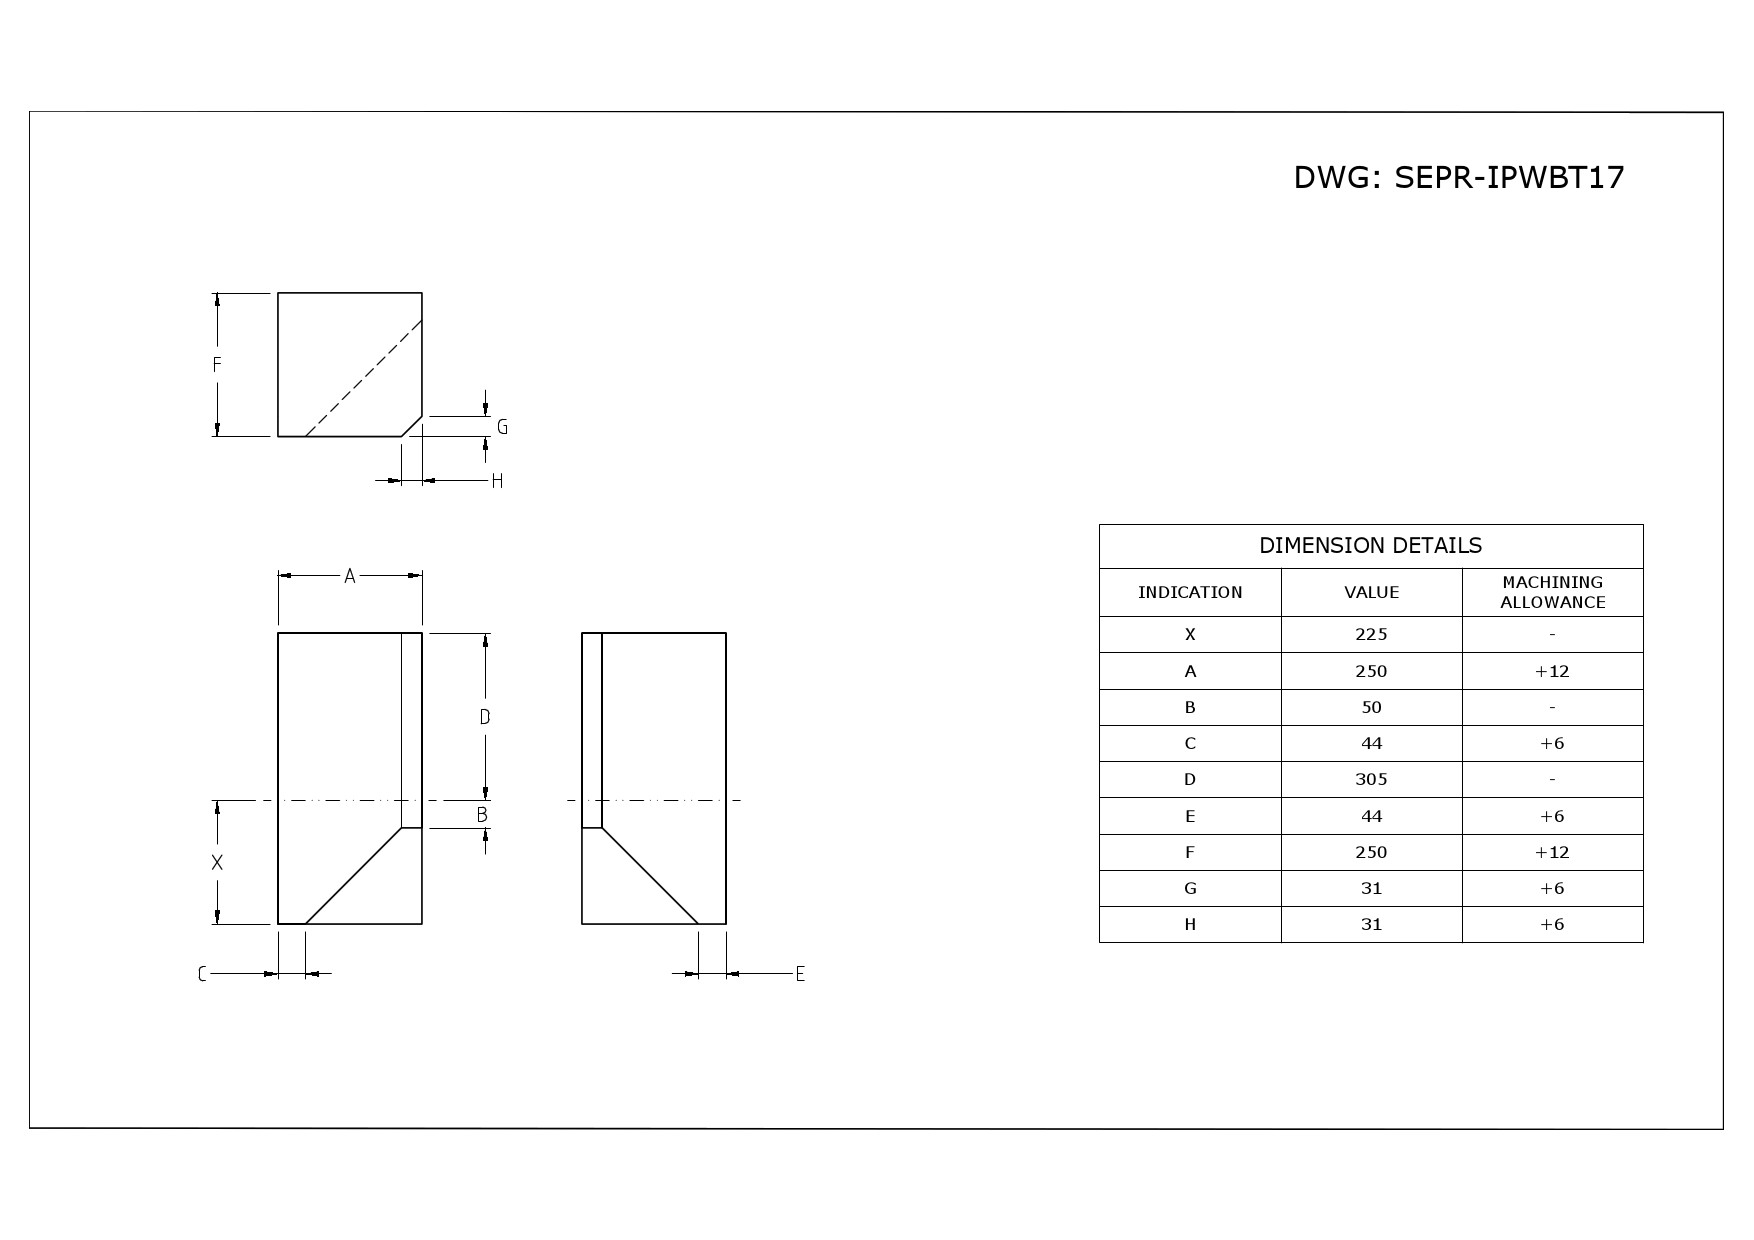 DWG: SEPR-IPWBT17
F
G
H
A
D
B
X
C
E
DIMENSION DETAILS
INDICATION VALUE MACHINING ALLOWANCE
X 225 -
A 250 +12
B 50 -
C 44 +6
D 305 -
E 44 +6
F 250 +12
G 31 +6
H 31 +6